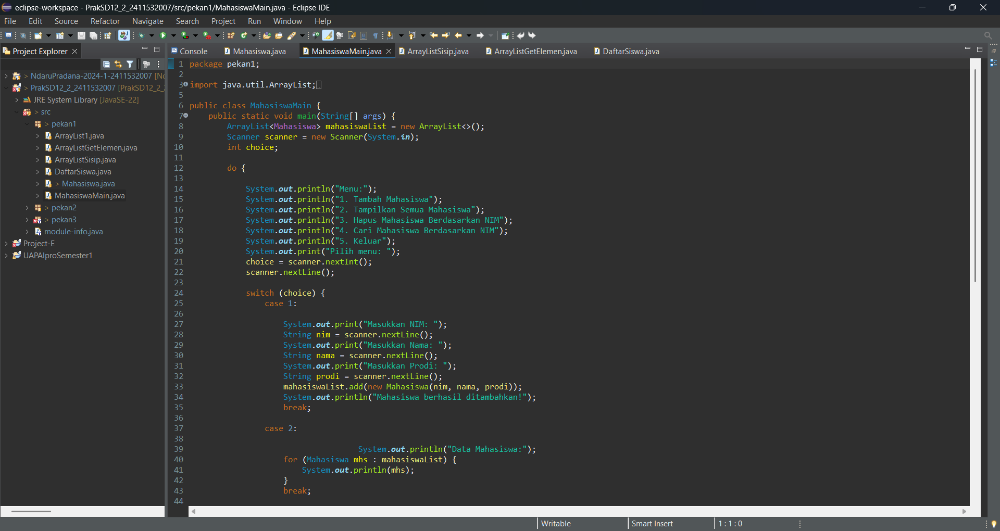 eclipse-workspace - PrakSD12_2_2411532007/src/pekan1/MahasiswaMain.java - Eclipse IDE
File Edit Source Refactor Navigate Search Project Run Window Help
Project Explorer
Console Mahasiswa.java MahasiswaMain.java ArrayListSisip.java ArrayListGetElemen.java DaftarSiswa.java
> NdaruPradana-2024-1-2411532007 [Nc
> PrakSD12_2_2411532007 [PrakSD12_2_
JRE System Library [JavaSE-22]
> src
> pekan1
ArrayList1.java
ArrayListGetElemen.java
ArrayListSisip.java
DaftarSiswa.java
> Mahasiswa.java
MahasiswaMain.java
> pekan2
> pekan3
module-info.java
Project-E
UAPAlproSemester1
1 package pekan1;
2
3 import java.util.ArrayList;
5
6 public class MahasiswaMain {
7     public static void main(String[] args) {
8         ArrayList<Mahasiswa> mahasiswaList = new ArrayList<>();
9         Scanner scanner = new Scanner(System.in);
10         int choice;
11
12         do {
13
14             System.out.println("Menu:");
15             System.out.println("1. Tambah Mahasiswa");
16             System.out.println("2. Tampilkan Semua Mahasiswa");
17             System.out.println("3. Hapus Mahasiswa Berdasarkan NIM");
18             System.out.println("4. Cari Mahasiswa Berdasarkan NIM");
19             System.out.println("5. Keluar");
20             System.out.print("Pilih menu: ");
21             choice = scanner.nextInt();
22             scanner.nextLine();
23
24             switch (choice) {
25                 case 1:
26
27                     System.out.print("Masukkan NIM: ");
28                     String nim = scanner.nextLine();
29                     System.out.print("Masukkan Nama: ");
30                     String nama = scanner.nextLine();
31                     System.out.print("Masukkan Prodi: ");
32                     String prodi = scanner.nextLine();
33                     mahasiswaList.add(new Mahasiswa(nim, nama, prodi));
34                     System.out.println("Mahasiswa berhasil ditambahkan!");
35                     break;
36
37                 case 2:
38
39                                     System.out.println("Data Mahasiswa:");
40                     for (Mahasiswa mhs : mahasiswaList) {
41                         System.out.println(mhs);
42                     }
43                     break;
44
Writable Smart Insert 1 : 1 : 0